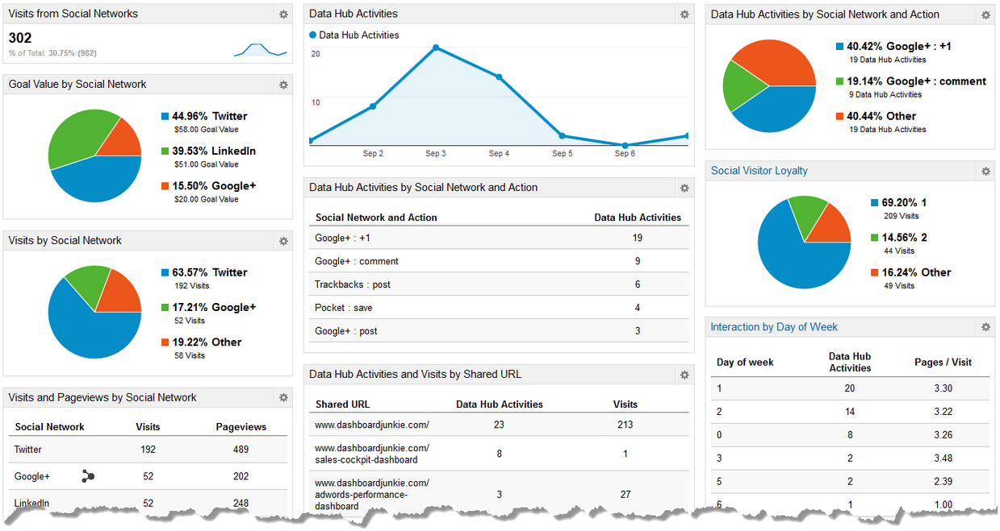 Visits from Social Networks
302
% of Total: 30.75% (982)
Goal Value by Social Network
44.96% Twitter
$58.00 Goal Value
39.53% LinkedIn
$51.00 Goal Value
15.50% Google+
$20.00 Goal Value
Visits by Social Network
63.57% Twitter
192 Visits
17.21% Google+
52 Visits
19.22% Other
58 Visits
Visits and Pageviews by Social Network
Social Network Visits Pageviews
Twitter 192 489
Google+ 52 202
LinkedIn 52 248
Data Hub Activities
Data Hub Activities
20
10
Sep 2 Sep 3 Sep 4 Sep 5 Sep 6
Data Hub Activities by Social Network and Action
Social Network and Action Data Hub Activities
Google+ : +1 19
Google+ : comment 9
Trackbacks : post 6
Pocket : save 4
Google+ : post 3
Data Hub Activities and Visits by Shared URL
Shared URL Data Hub Activities Visits
www.dashboardjunkie.com/ 23 213
www.dashboardjunkie.com/
sales-cockpit-dashboard 8 1
www.dashboardjunkie.com/
adwords-performance- 3 27
dashboard
Data Hub Activities by Social Network and Action
40.42% Google+ : +1
19 Data Hub Activities
19.14% Google+ : comment
9 Data Hub Activities
40.44% Other
19 Data Hub Activities
Social Visitor Loyalty
69.20% 1
209 Visits
14.56% 2
44 Visits
16.24% Other
49 Visits
Interaction by Day of Week
Day of week Data Hub
Activities Pages / Visit
1 20 3.30
2 14 3.22
0 8 3.26
3 2 3.48
5 2 2.39
6 1 1.00